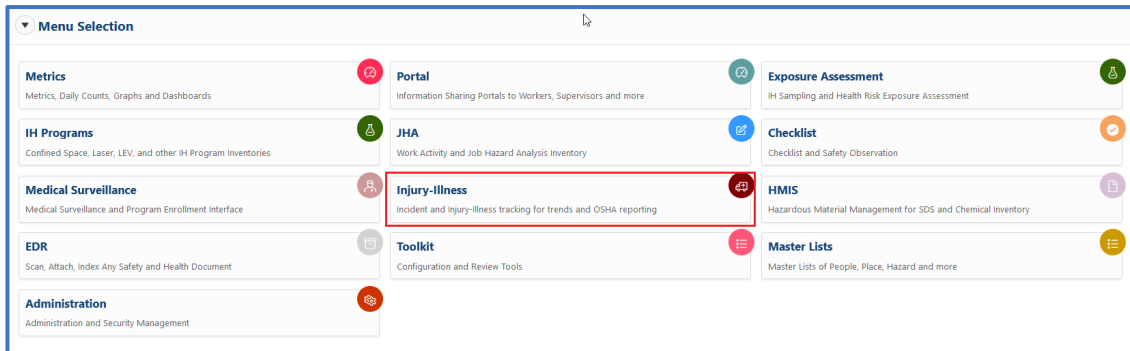 Menu Selection
Metrics
Metrics, Daily Counts, Graphs and Dashboards
Portal
Information Sharing Portals to Workers, Supervisors and more
Exposure Assessment
IH Sampling and Health Risk Exposure Assessment
IH Programs
Confined Space, Laser, LEV, and other IH Program Inventories
JHA
Work Activity and Job Hazard Analysis Inventory
Checklist
Checklist and Safety Observation
Medical Surveillance
Medical Surveillance and Program Enrollment Interface
Injury-Illness
Incident and Injury-Illness tracking for trends and OSHA reporting
HMIS
Hazardous Material Management for SDS and Chemical Inventory
EDR
Scan, Attach, Index Any Safety and Health Document
Toolkit
Configuration and Review Tools
Master Lists
Master Lists of People, Place, Hazard and more
Administration
Administration and Security Management